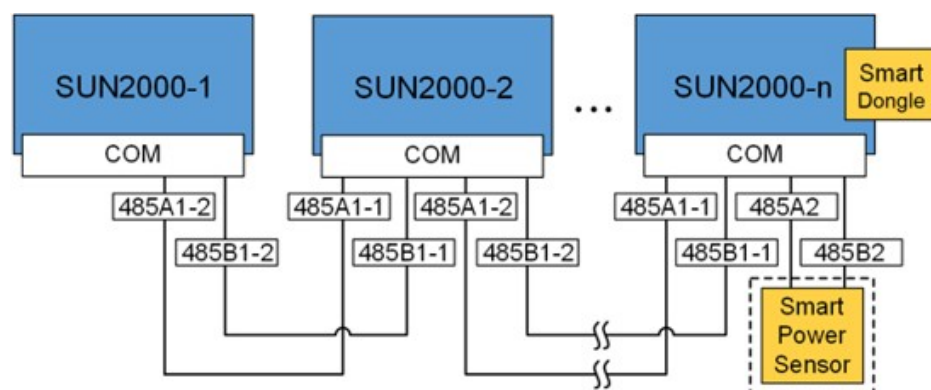 SUN2000-1
SUN2000-2
...
SUN2000-n
Smart
Dongle
COM
COM
COM
485A1-2
485A1-1
485A1-2
485A1-1
485A2
485B1-2
485B1-1
485B1-2
485B1-1
485B2
Smart
Power
Sensor